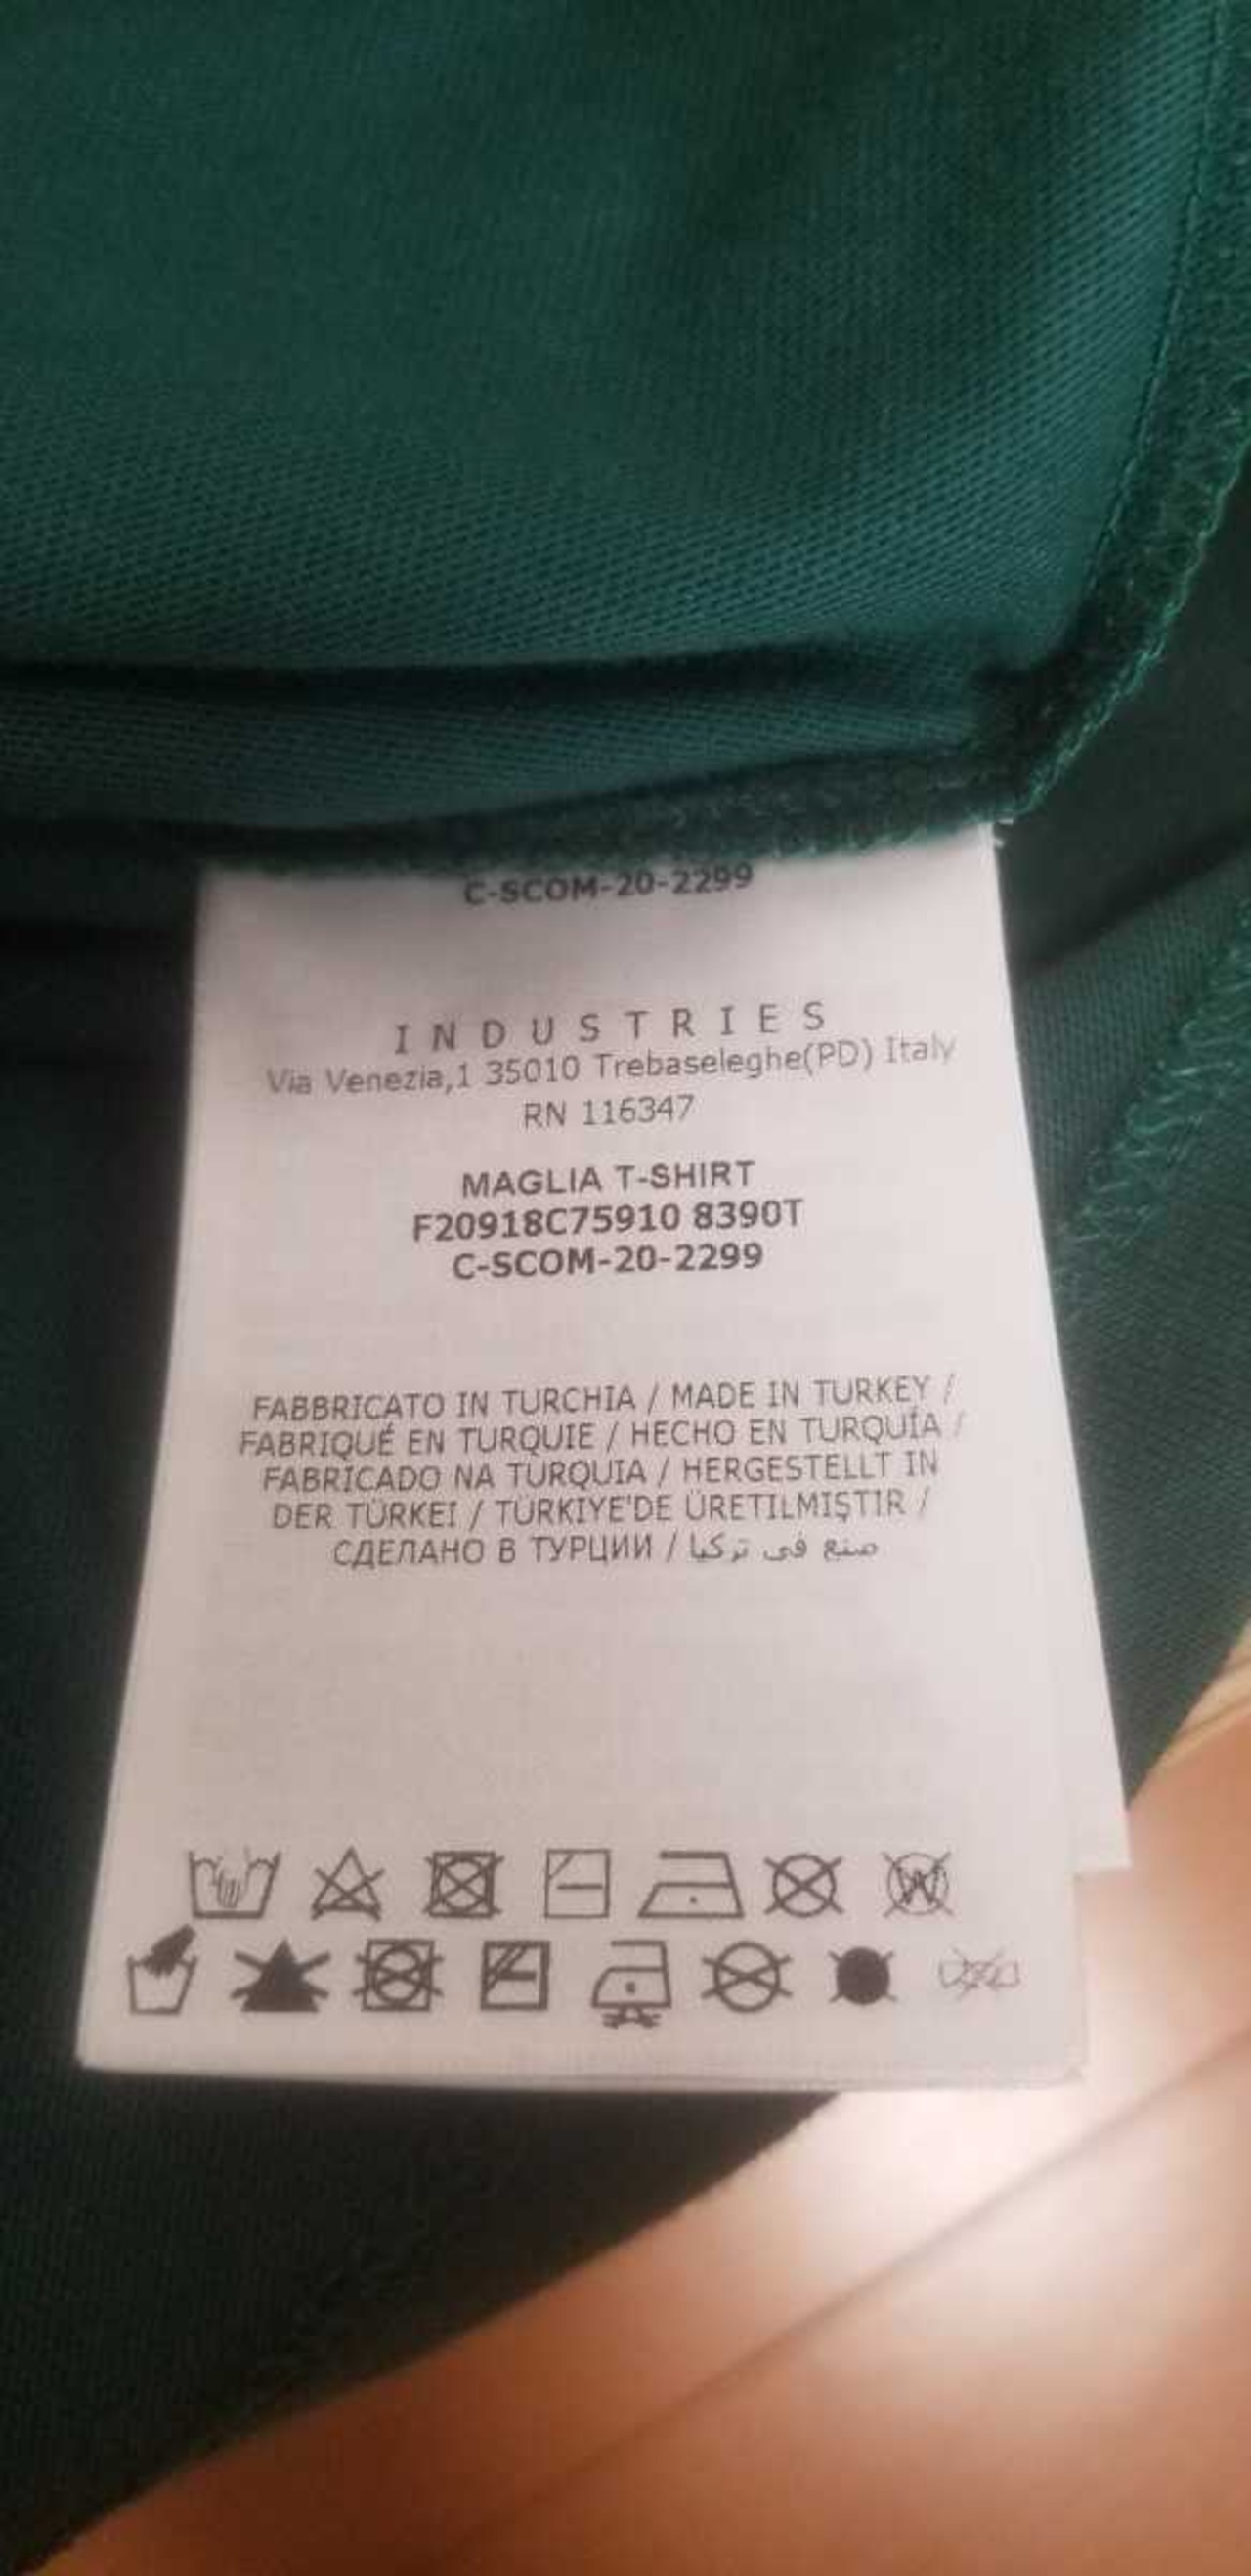 C-SCOM-20-2299
INDUSTRIES
Via Venezia,1 35010 Trebaseleghe(PD) Italy
RN 116347
MAGLIA T-SHIRT
F20918C75910 8390T
C-SCOM-20-2299
FABBRICATO IN TURCHIA / MADE IN TURKEY /
FABRIQUÉ EN TURQUIE / HECHO EN TURQUÍA /
FABRICADO NA TURQUIA / HERGESTELLT IN
DER TÜRKEI / TÜRKIYE'DE ÜRETILMIŞTIR /
СДЕЛАНО В ТУРЦИИ / صنع فى تركيا
W